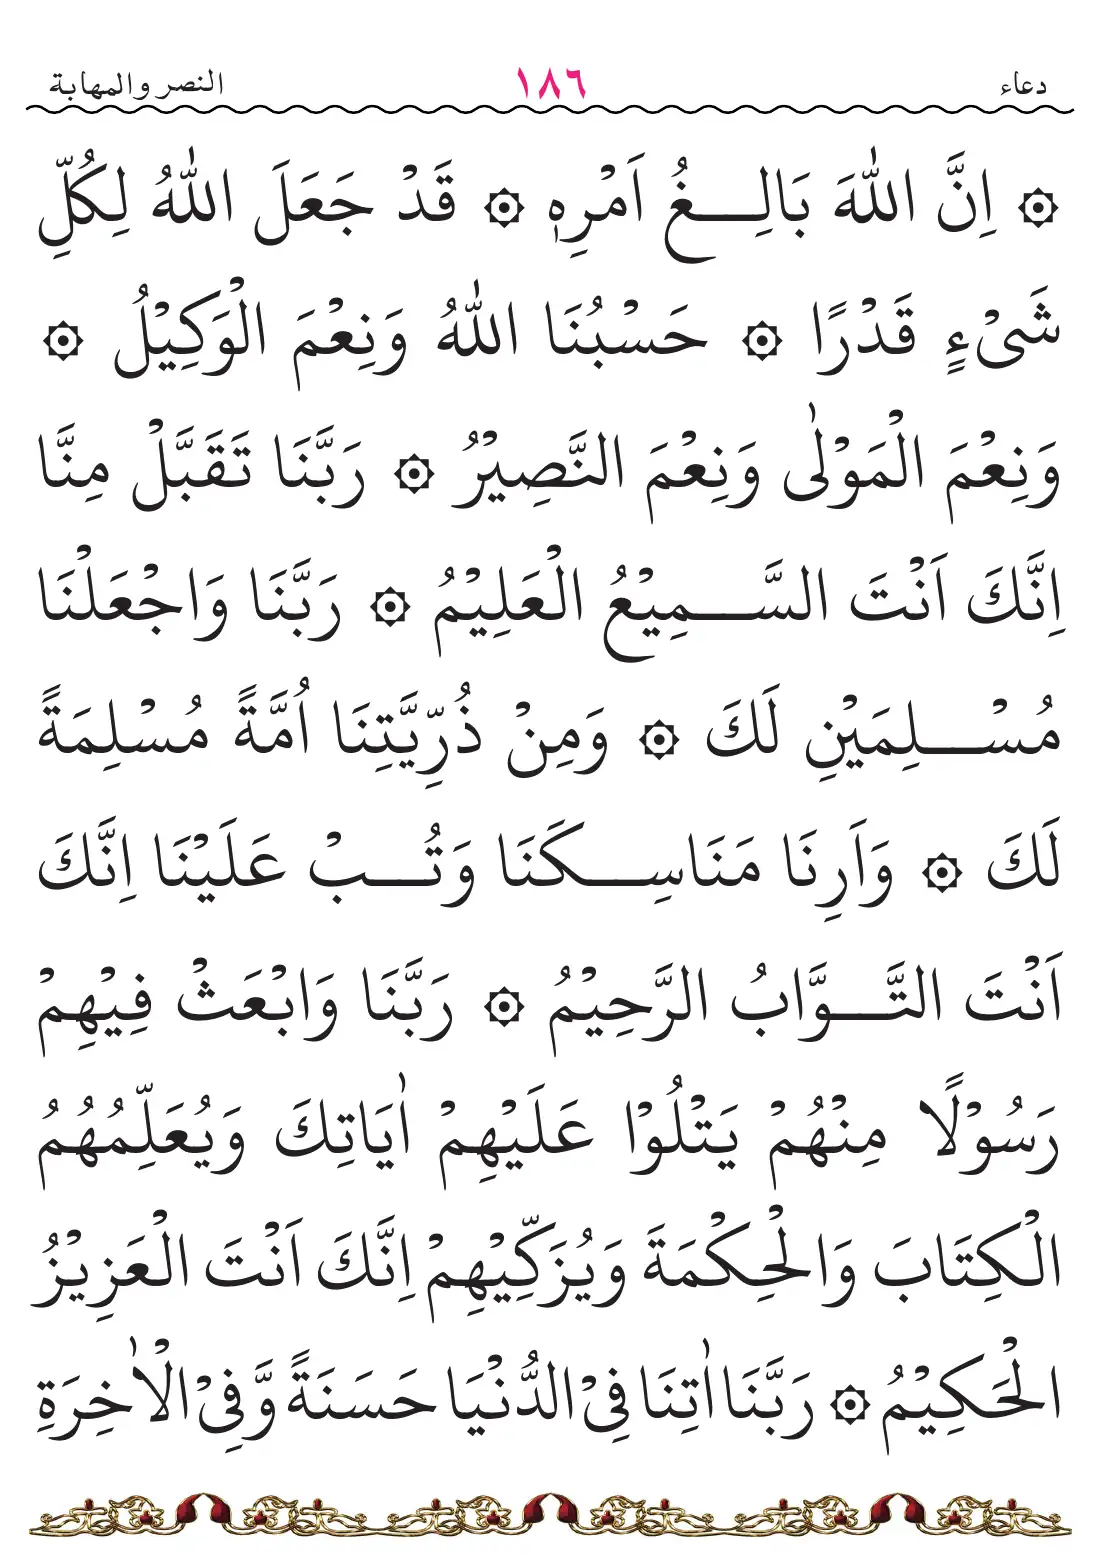 دعاء ١٨٦ النصر والمهابة
۞ اِنَّ اللّٰهَ بَالِـــغُ اَمْرِهٖ ۞ قَدْ جَعَلَ اللّٰهُ لِكُلِّ
شَىْءٍ قَدْرًا ۞ حَسْبُنَا اللّٰهُ وَنِعْمَ الْوَكِيْلُ ۞
وَنِعْمَ الْمَوْلٰى وَنِعْمَ النَّصِيْرُ ۞ رَبَّنَا تَقَبَّلْ مِنَّا
اِنَّكَ اَنْتَ السَّـــمِيْعُ الْعَلِيْمُ ۞ رَبَّنَا وَاجْعَلْنَا
مُسْـــلِمَيْنِ لَكَ ۞ وَمِنْ ذُرِّيَّتِنَا اُمَّةً مُسْلِمَةً
لَكَ ۞ وَاَرِنَا مَنَاسِـــكَنَا وَتُـــبْ عَلَيْنَا اِنَّكَ
اَنْتَ التَّـــوَّابُ الرَّحِيْمُ ۞ رَبَّنَا وَابْعَثْ فِيْهِمْ
رَسُوْلًا مِنْهُمْ يَتْلُوْا عَلَيْهِمْ اٰيَاتِكَ وَيُعَلِّمُهُمُ
الْكِتَابَ وَالْحِكْمَةَ وَيُزَكِّيْهِمْ اِنَّكَ اَنْتَ الْعَزِيْزُ
الْحَكِيْمُ ۞ رَبَّنَا اٰتِنَا فِىْ الدُّنْيَا حَسَنَةً وَّفِىْ الْاٰخِرَةِ